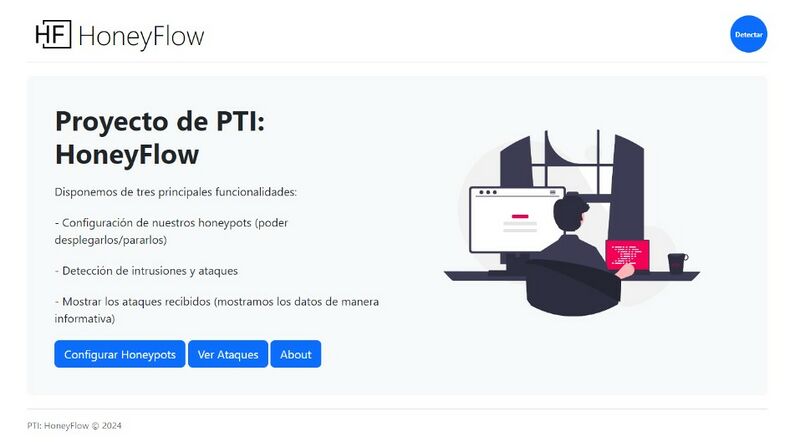 HF HoneyFlow
Detectar
Proyecto de PTI:
HoneyFlow
Disponemos de tres principales funcionalidades:
- Configuración de nuestros honeypots (poder
desplegarlos/pararlos)
- Detección de intrusiones y ataques
- Mostrar los ataques recibidos (mostramos los datos de manera
informativa)
Configurar Honeypots
Ver Ataques
About
PTI: HoneyFlow © 2024